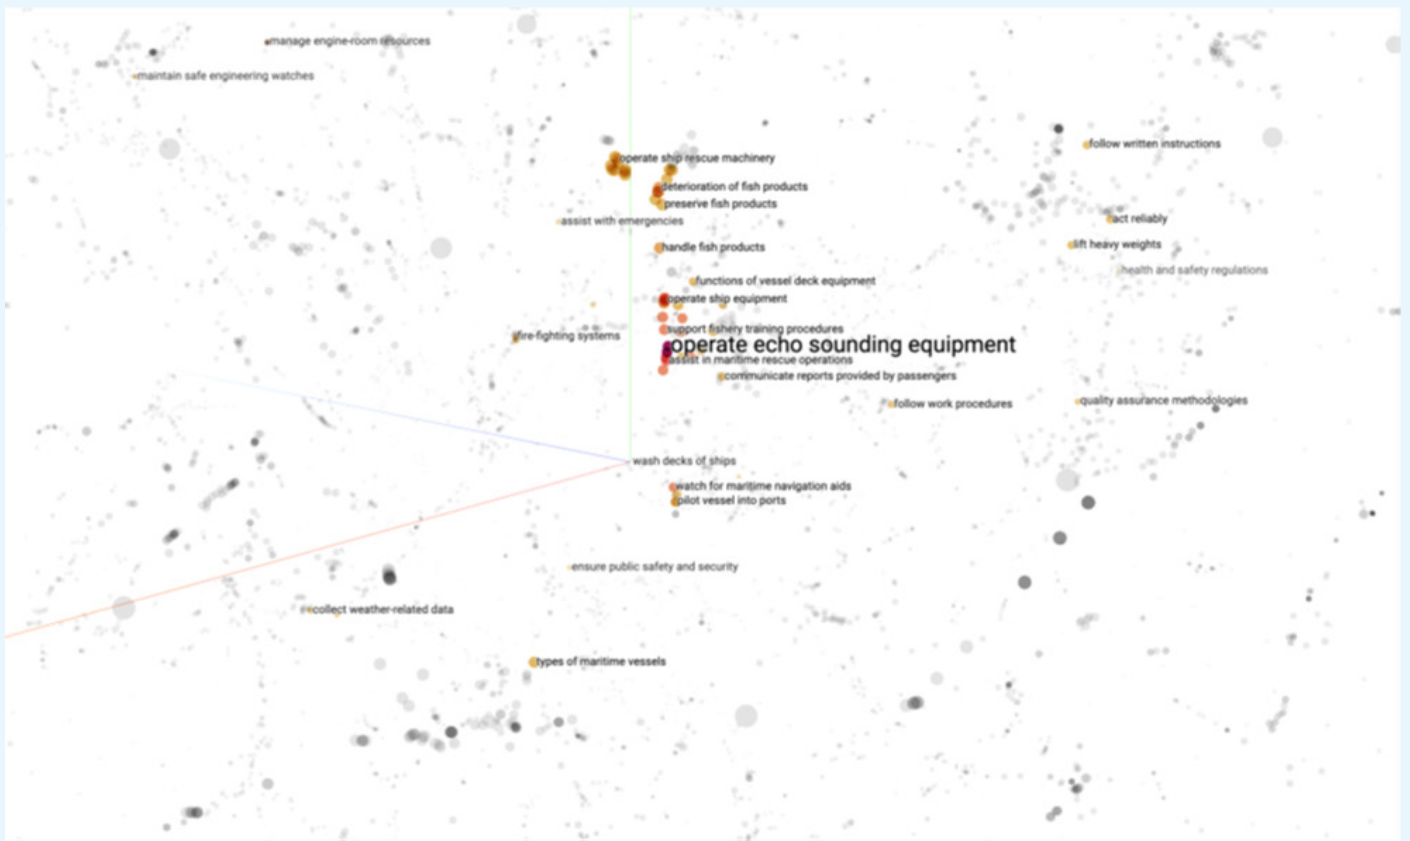 manage engine-room resources
maintain safe engineering watches
follow written instructions
operate ship rescue machinery
deterioration of fish products
preserve fish products
act reliably
assist with emergencies
lift heavy weights
handle fish products
health and safety regulations
functions of vessel deck equipment
operate ship equipment
support fishery training procedures
fire-fighting systems
operate echo sounding equipment
assist in maritime rescue operations
communicate reports provided by passengers
quality assurance methodologies
follow work procedures
wash decks of ships
watch for maritime navigation aids
pilot vessel into ports
ensure public safety and security
collect weather-related data
types of maritime vessels